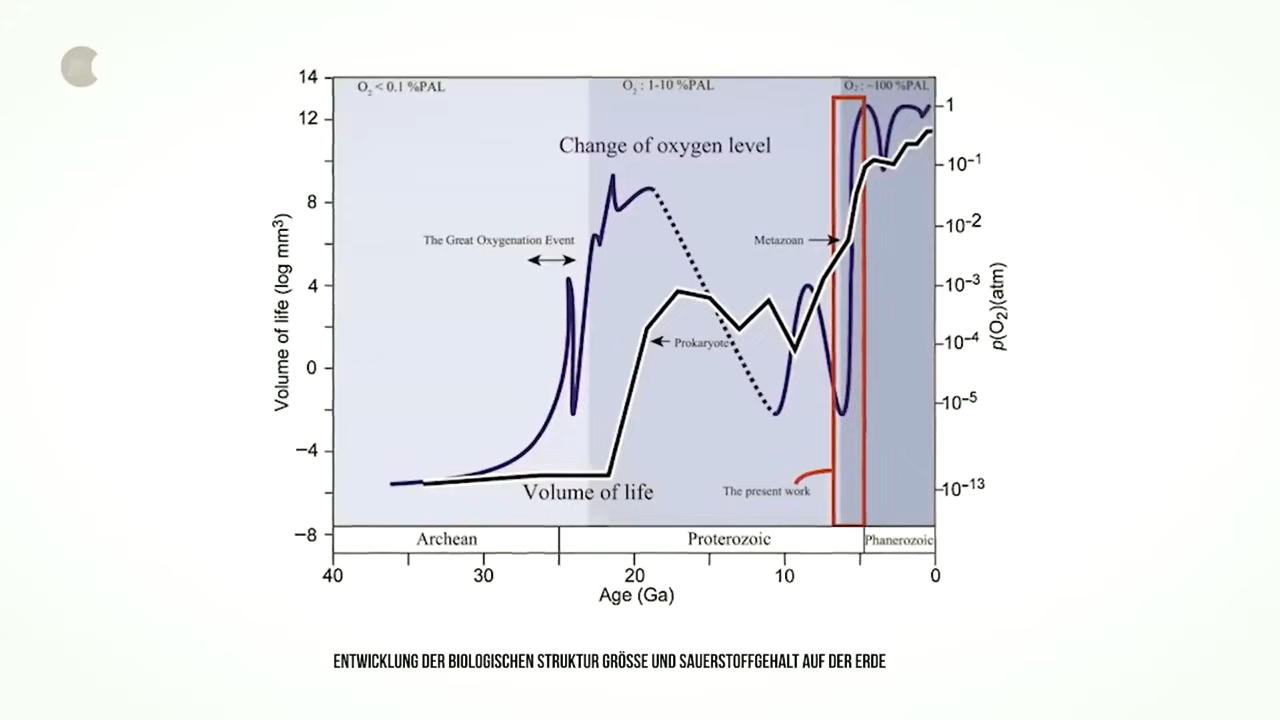 O2 < 0.1 %PAL
O2 : 1-10 %PAL
O2 : ~100 %PAL
14
12
8
4
0
−4
−8
Volume of life (log mm³)
1
10⁻¹
10⁻²
10⁻³
10⁻⁴
10⁻⁵
10⁻¹³
p(O2)(atm)
Change of oxygen level
The Great Oxygenation Event
Metazoan
Prokaryote
Volume of life
The present work
Archean
Proterozoic
Phanerozoic
40
30
20
10
0
Age (Ga)
ENTWICKLUNG DER BIOLOGISCHEN STRUKTUR GRÖSSE UND SAUERSTOFFGEHALT AUF DER ERDE